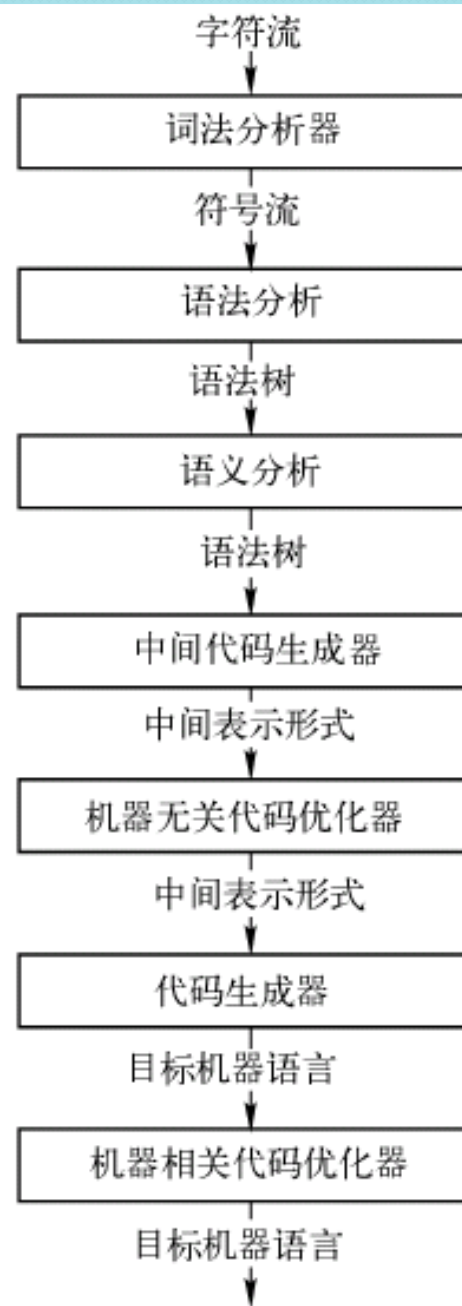 字符流
词法分析器
符号流
语法分析
语法树
语义分析
语法树
中间代码生成器
中间表示形式
机器无关代码优化器
中间表示形式
代码生成器
目标机器语言
机器相关代码优化器
目标机器语言